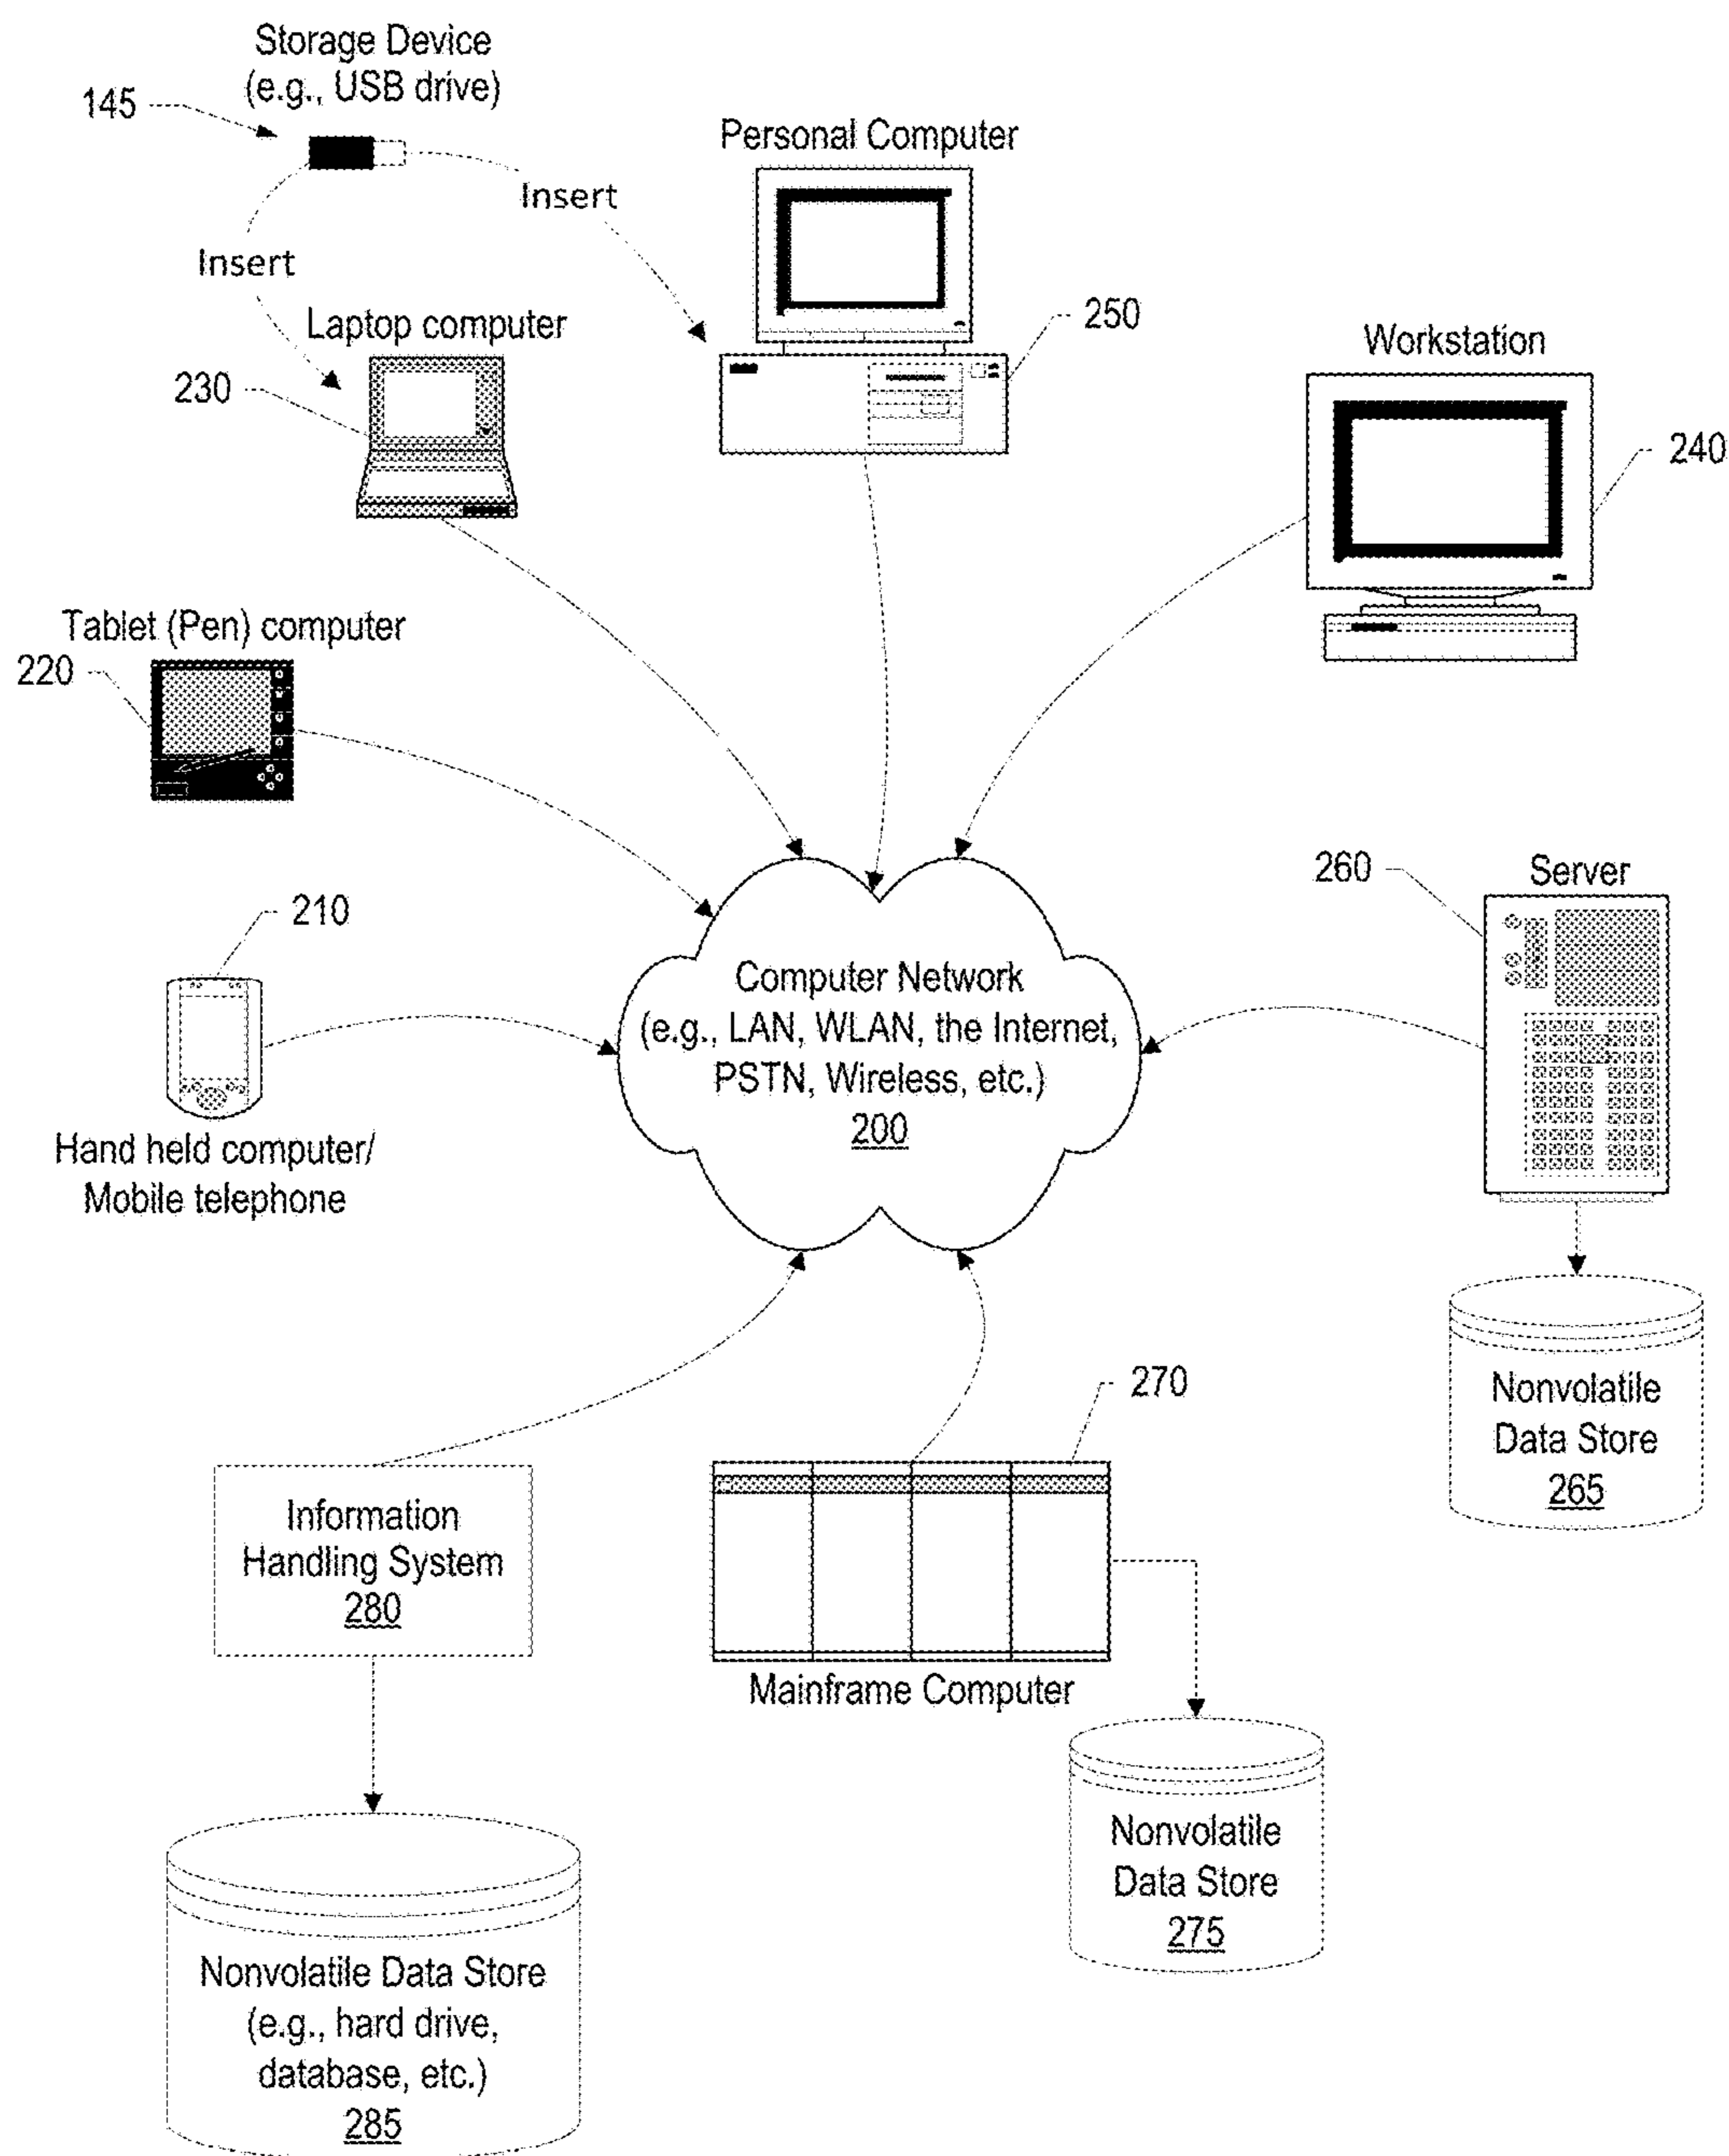 Storage Device
(e.g., USB drive)
145
Insert
Insert
Personal Computer
250
Laptop computer
230
Workstation
240
Tablet (Pen) computer
220
210
Hand held computer/
Mobile telephone
Computer Network
(e.g., LAN, WLAN, the Internet,
PSTN, Wireless, etc.)
200
260
Server
Nonvolatile
Data Store
265
270
Mainframe Computer
Nonvolatile
Data Store
275
Information
Handling System
280
Nonvolatile Data Store
(e.g., hard drive,
database, etc.)
285